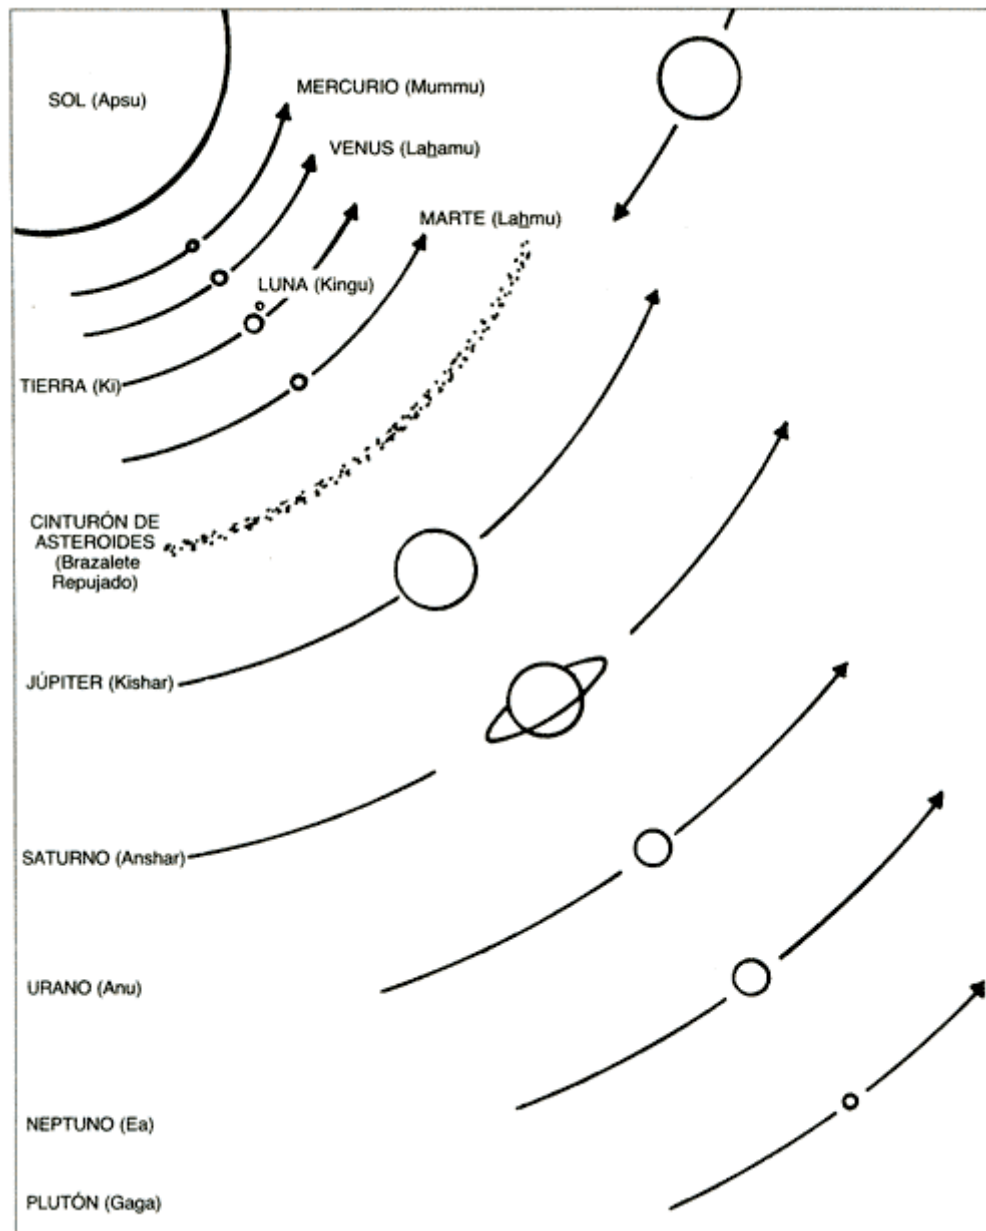 SOL (Apsu)
MERCURIO (Mummu)
VENUS (Lahamu)
MARTE (Lahmu)
LUNA (Kingu)
TIERRA (Ki)
CINTURÓN DE
ASTEROIDES
(Brazalete
Repujado)
JÚPITER (Kishar)
SATURNO (Anshar)
URANO (Anu)
NEPTUNO (Ea)
PLUTÓN (Gaga)